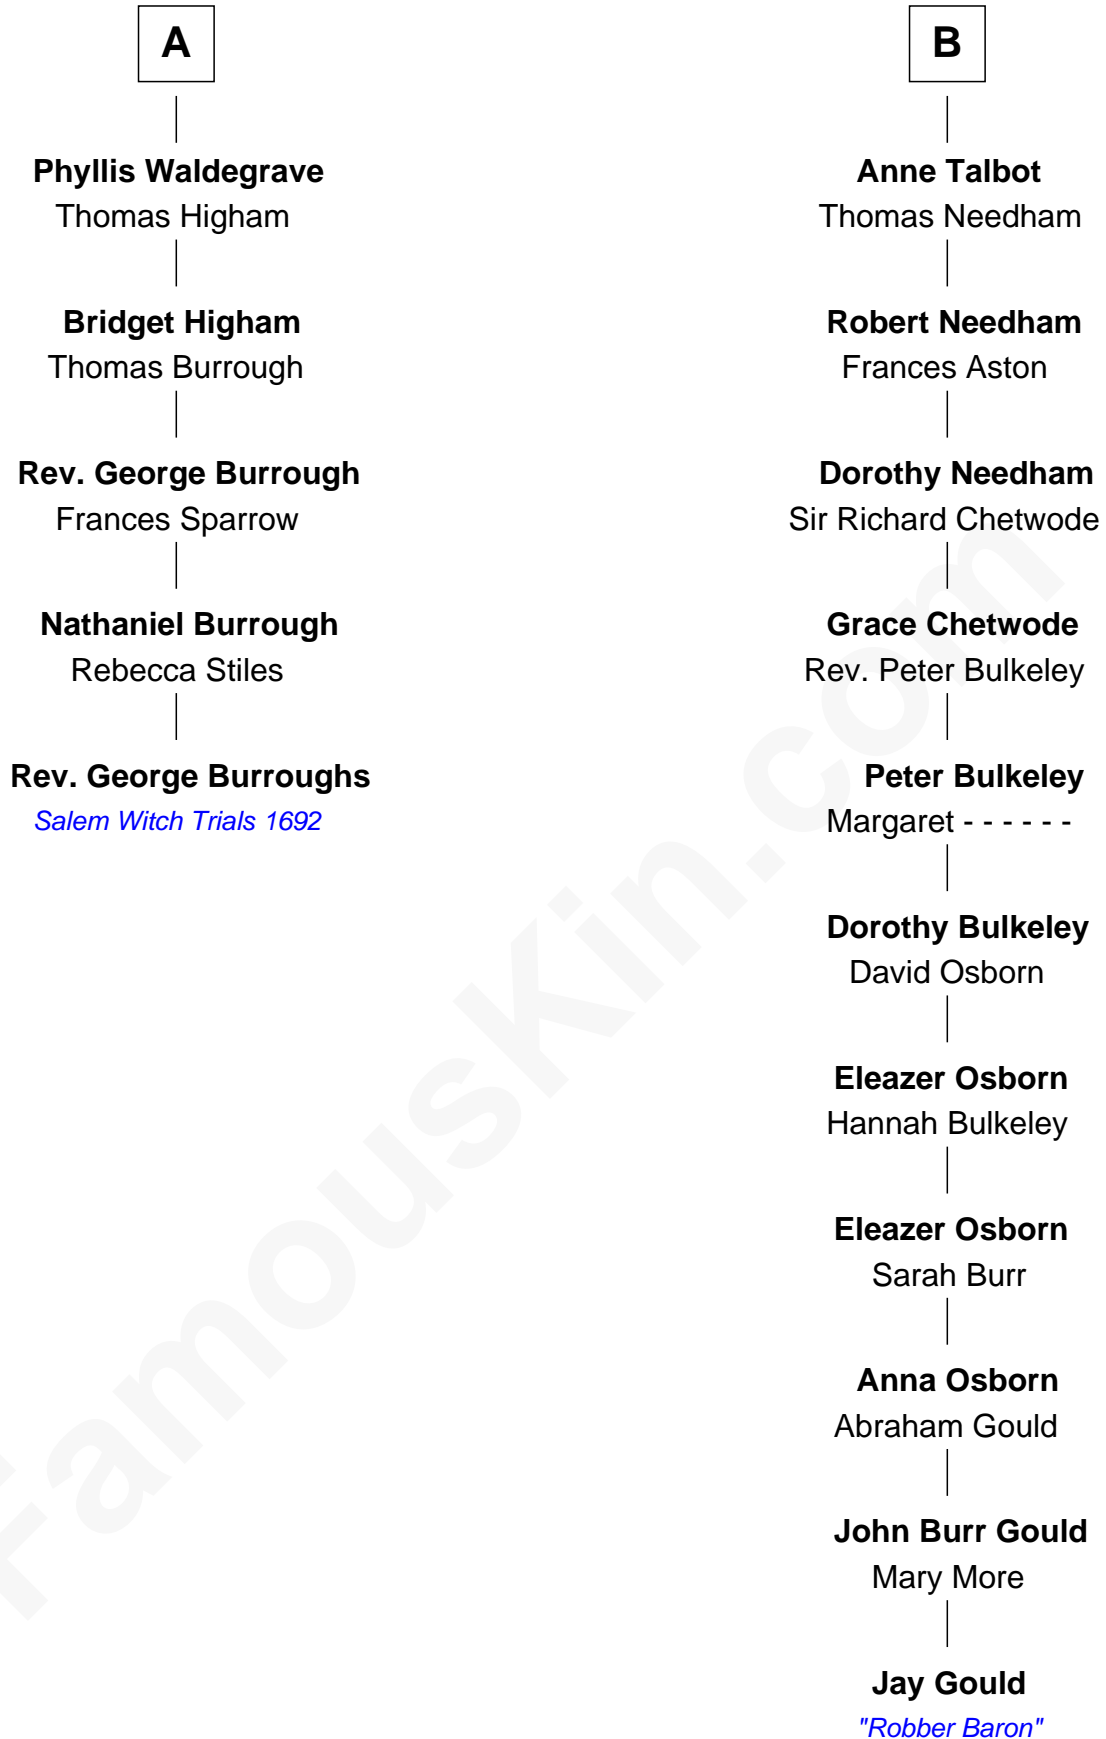 A
Phyllis Waldegrave
Thomas Higham
Bridget Higham
Thomas Burrough
Rev. George Burrough
Frances Sparrow
Nathaniel Burrough
Rebecca Stiles
Rev. George Burroughs
Salem Witch Trials 1692
B
Anne Talbot
Thomas Needham
Robert Needham
Frances Aston
Dorothy Needham
Sir Richard Chetwode
Grace Chetwode
Rev. Peter Bulkeley
Peter Bulkeley
Margaret - - - - - -
Dorothy Bulkeley
David Osborn
Eleazer Osborn
Hannah Bulkeley
Eleazer Osborn
Sarah Burr
Anna Osborn
Abraham Gould
John Burr Gould
Mary More
Jay Gould
"Robber Baron"
FamousKin.com